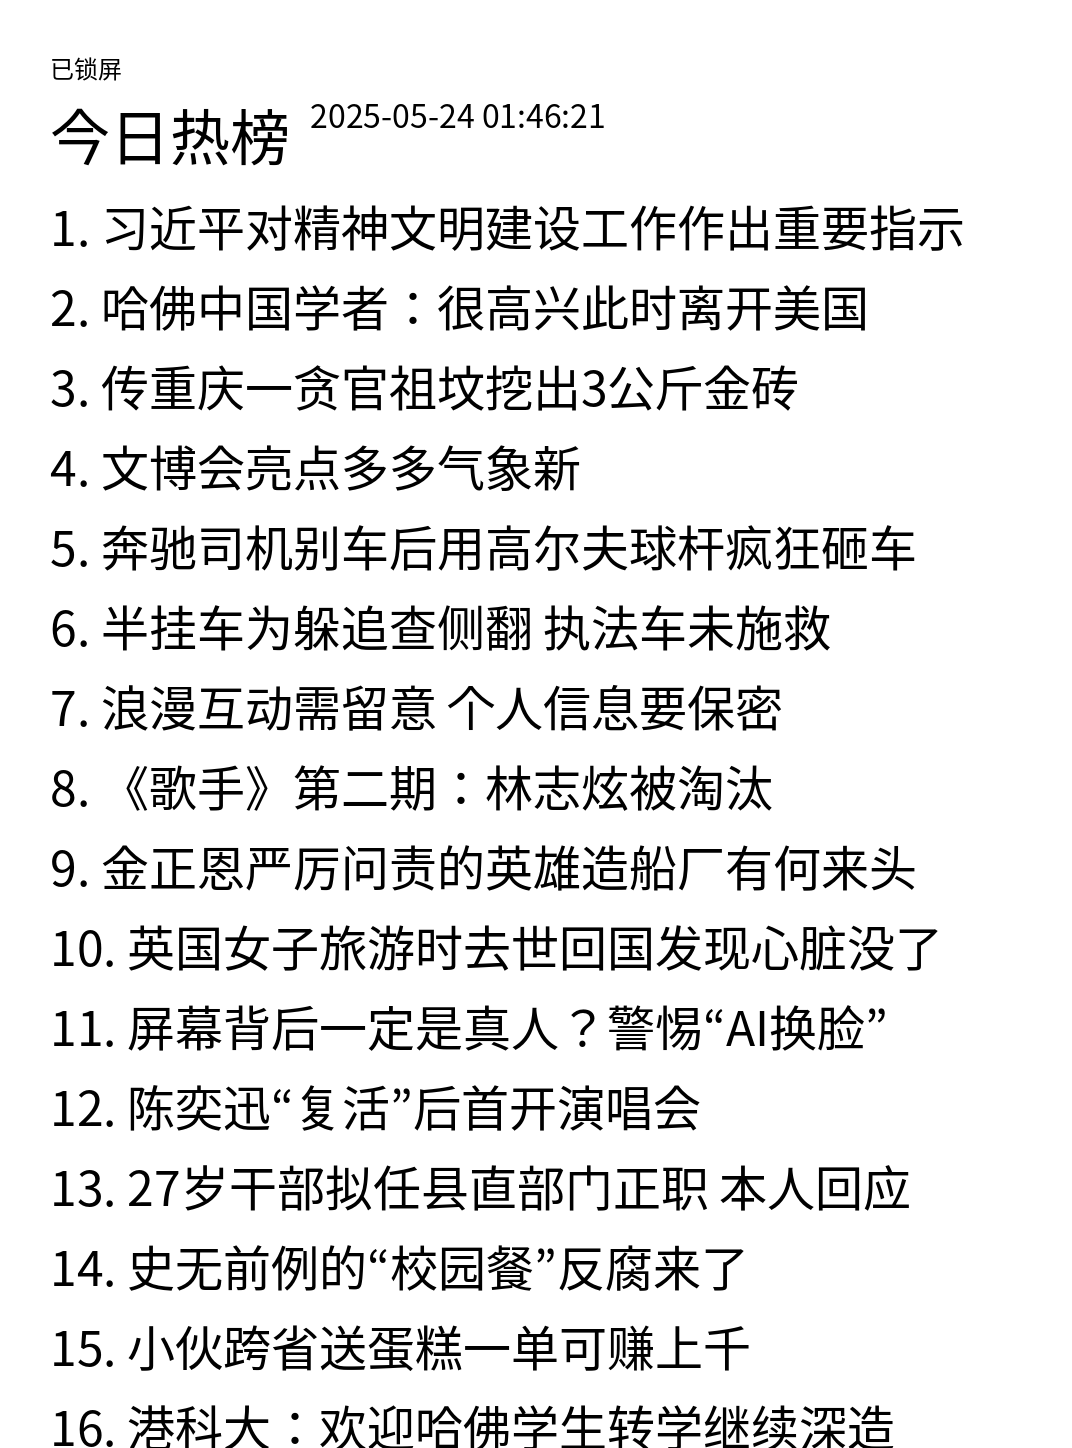 已锁屏
今日热榜 2025-05-24 01:46:21
1. 习近平对精神文明建设工作作出重要指示
2. 哈佛中国学者：很高兴此时离开美国
3. 传重庆一贪官祖坟挖出3公斤金砖
4. 文博会亮点多多气象新
5. 奔驰司机别车后用高尔夫球杆疯狂砸车
6. 半挂车为躲追查侧翻 执法车未施救
7. 浪漫互动需留意 个人信息要保密
8. 《歌手》第二期：林志炫被淘汰
9. 金正恩严厉问责的英雄造船厂有何来头
10. 英国女子旅游时去世回国发现心脏没了
11. 屏幕背后一定是真人？警惕“AI换脸”
12. 陈奕迅“复活”后首开演唱会
13. 27岁干部拟任县直部门正职 本人回应
14. 史无前例的“校园餐”反腐来了
15. 小伙跨省送蛋糕一单可赚上千
16. 港科大：欢迎哈佛学生转学继续深造